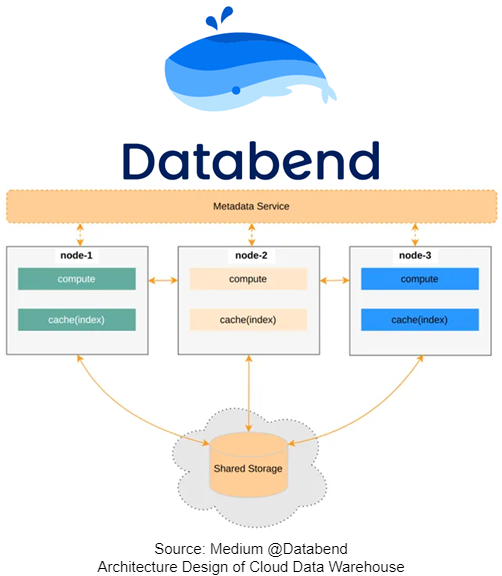 Databend
Metadata Service
node-1
node-2
node-3
compute
compute
compute
cache(index)
cache(index)
cache(index)
Shared Storage
Source: Medium @Databend
Architecture Design of Cloud Data Warehouse